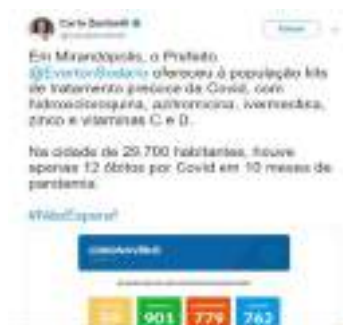 Em Mirandópolis, o Prefeito
@EvertonSodario ofereceu à população kits
de tratamento precoce da Covid, com
hidroxicloroquina, azitromicina, ivermectina,
zinco e vitaminas C e D.
Na cidade de 29.700 habitantes, houve
apenas 12 óbitos por Covid em 10 meses de
pandemia.
CORONAVÍRUS
901 779 762